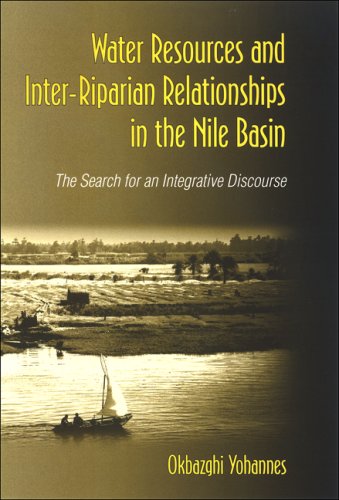 Water Resources and
Inter-Riparian Relationships
in the Nile Basin
The Search for an Integrative Discourse
Okbazghi Yohannes